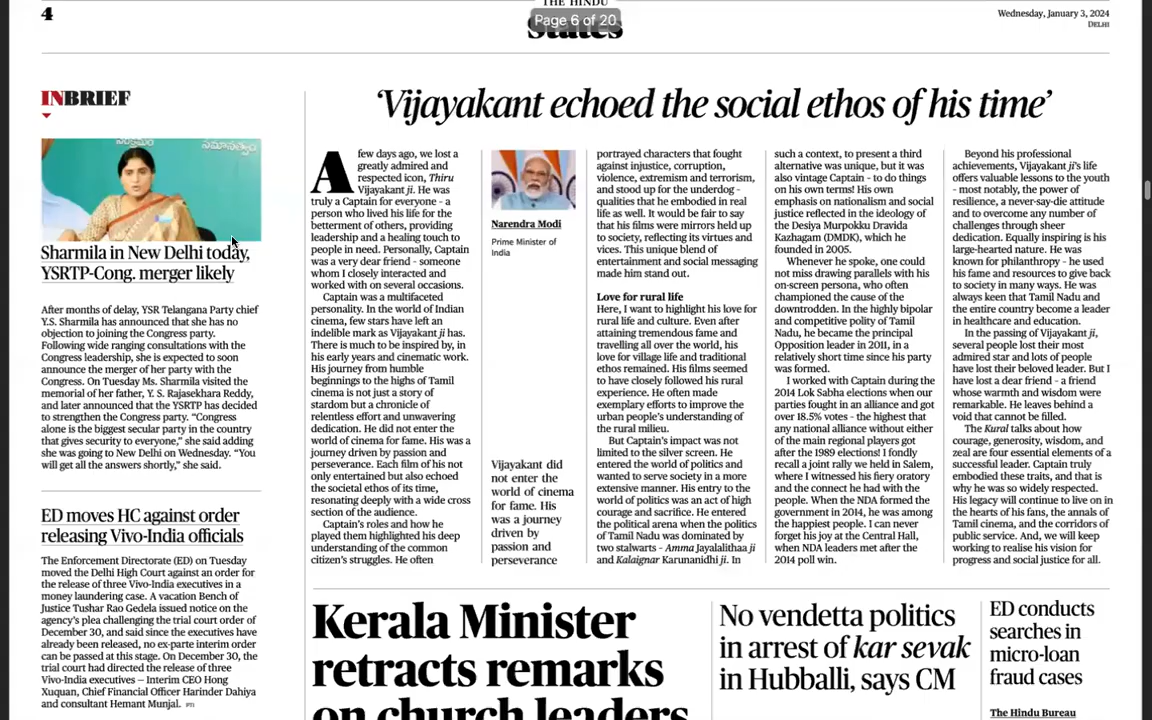 4
THE HINDU
Page 6 of 20
States
Wednesday, January 3, 2024
DELHI
INBRIEF
Sharmila in New Delhi today,
YSRTP-Cong. merger likely
After months of delay, YSR Telangana Party chief
Y.S. Sharmila has announced that she has no
objection to joining the Congress party.
Following wide ranging consultations with the
Congress leadership, she is expected to soon
announce the merger of her party with the
Congress. On Tuesday Ms. Sharmila visited the
memorial of her father, Y. S. Rajasekhara Reddy,
and later announced that the YSRTP has decided
to strengthen the Congress party. “Congress
alone is the biggest secular party in the country
that gives security to everyone,” she said adding
she was going to New Delhi on Wednesday. “You
will get all the answers shortly,” she said.
ED moves HC against order
releasing Vivo-India officials
The Enforcement Directorate (ED) on Tuesday
moved the Delhi High Court against an order for
the release of three Vivo-India executives in a
money laundering case. A vacation Bench of
Justice Tushar Rao Gedela issued notice on the
agency’s plea challenging the trial court order of
December 30, and said since the executives have
already been released, no ex-parte interim order
can be passed at this stage. On December 30, the
trial court had directed the release of three
Vivo-India executives — Interim CEO Hong
Xuquan, Chief Financial Officer Harinder Dahiya
and consultant Hemant Munjal. PTI
‘Vijayakant echoed the social ethos of his time’
A few days ago, we lost a
greatly admired and
respected icon, Thiru
Vijayakant ji. He was
truly a Captain for everyone – a
person who lived his life for the
betterment of others, providing
leadership and a healing touch to
people in need. Personally, Captain
was a very dear friend – someone
whom I closely interacted and
worked with on several occasions.
Captain was a multifaceted
personality. In the world of Indian
cinema, few stars have left an
indelible mark as Vijayakant ji has.
There is much to be inspired by, in
his early years and cinematic work.
His journey from humble
beginnings to the highs of Tamil
cinema is not just a story of
stardom but a chronicle of
relentless effort and unwavering
dedication. He did not enter the
world of cinema for fame. His was a
journey driven by passion and
perseverance. Each film of his not
only entertained but also echoed
the societal ethos of its time,
resonating deeply with a wide cross
section of the audience.
Captain’s roles and how he
played them highlighted his deep
understanding of the common
citizen’s struggles. He often
Narendra Modi
Prime Minister of
India
Vijayakant did
not enter the
world of cinema
for fame. His
was a journey
driven by
passion and
perseverance
portrayed characters that fought
against injustice, corruption,
violence, extremism and terrorism,
and stood up for the underdog –
qualities that he embodied in real
life as well. It would be fair to say
that his films were mirrors held up
to society, reflecting its virtues and
vices. This unique blend of
entertainment and social messaging
made him stand out.
Love for rural life
Here, I want to highlight his love for
rural life and culture. Even after
attaining tremendous fame and
travelling all over the world, his
love for village life and traditional
ethos remained. His films seemed
to have closely followed his rural
experience. He often made
exemplary efforts to improve the
urban people’s understanding of
the rural milieu.
But Captain’s impact was not
limited to the silver screen. He
entered the world of politics and
wanted to serve society in a more
extensive manner. His entry to the
world of politics was an act of high
courage and sacrifice. He entered
the political arena when the politics
of Tamil Nadu was dominated by
two stalwarts – Amma Jayalalithaa ji
and Kalaignar Karunanidhi ji. In
such a context, to present a third
alternative was unique, but it was
also vintage Captain – to do things
on his own terms! His own
emphasis on nationalism and social
justice reflected in the ideology of
the Desiya Murpokku Dravida
Kazhagam (DMDK), which he
founded in 2005.
Whenever he spoke, one could
not miss drawing parallels with his
on-screen persona, who often
championed the cause of the
downtrodden. In the highly bipolar
and competitive polity of Tamil
Nadu, he became the principal
Opposition leader in 2011, in a
relatively short time since his party
was formed.
I worked with Captain during the
2014 Lok Sabha elections when our
parties fought in an alliance and got
over 18.5% votes – the highest that
any national alliance without either
of the main regional players got
after the 1989 elections! I fondly
recall a joint rally we held in Salem,
where I witnessed his fiery oratory
and the connect he had with the
people. When the NDA formed the
government in 2014, he was among
the happiest people. I can never
forget his joy at the Central Hall,
when NDA leaders met after the
2014 poll win.
Beyond his professional
achievements, Vijayakant ji’s life
offers valuable lessons to the youth
– most notably, the power of
resilience, a never-say-die attitude
and to overcome any number of
challenges through sheer
dedication. Equally inspiring is his
large-hearted nature. He was
known for philanthropy – he used
his fame and resources to give back
to society in many ways. He was
always keen that Tamil Nadu and
the entire country become a leader
in healthcare and education.
In the passing of Vijayakant ji,
several people lost their most
admired star and lots of people
have lost their beloved leader. But I
have lost a dear friend – a friend
whose warmth and wisdom were
remarkable. He leaves behind a
void that cannot be filled.
The Kural talks about how
courage, generosity, wisdom, and
zeal are four essential elements of a
successful leader. Captain truly
embodied these traits, and that is
why he was so widely respected.
His legacy will continue to live on in
the hearts of his fans, the annals of
Tamil cinema, and the corridors of
public service. And, we will keep
working to realise his vision for
progress and social justice for all.
Kerala Minister
retracts remarks
on church leaders
No vendetta politics
in arrest of kar sevak
in Hubballi, says CM
ED conducts
searches in
micro-loan
fraud cases
The Hindu Bureau